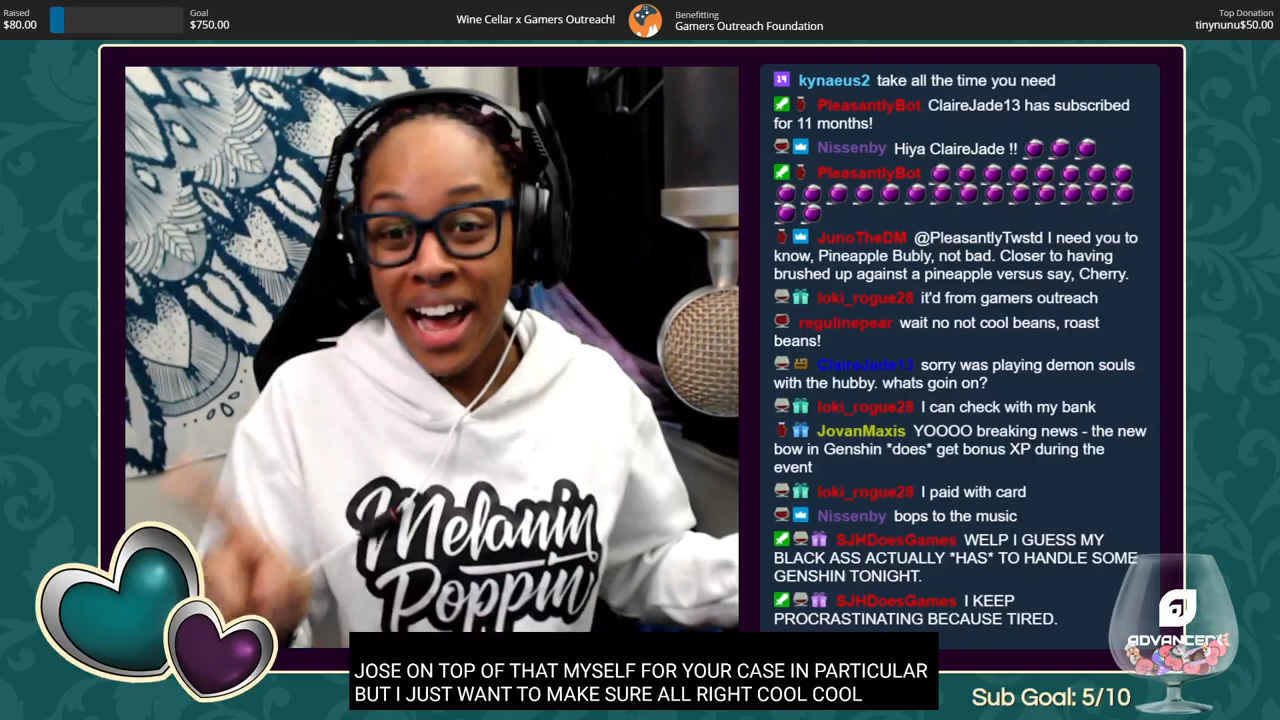 Raised
$80.00
Goal
$750.00
Wine Cellar x Gamers Outreach!
Benefitting
Gamers Outreach Foundation
Top Donation
tinynunu$50.00
19 kynaeus2 take all the time you need
PleasantlyBot ClaireJade13 has subscribed
for 11 months!
Nissenby Hiya ClaireJade !!
PleasantlyBot
JunoTheDM @PleasantlyTwstd I need you to
know, Pineapple Bubly, not bad. Closer to having
brushed up against a pineapple versus say, Cherry.
loki_rogue28 it'd from gamers outreach
regulinepear wait no not cool beans, roast
beans!
ClaireJade13 sorry was playing demon souls
with the hubby. whats goin on?
loki_rogue28 I can check with my bank
JovanMaxis YOOOO breaking news - the new
bow in Genshin *does* get bonus XP during the
event
loki_rogue28 I paid with card
Nissenby bops to the music
SJHDoesGames WELP I GUESS MY
BLACK ASS ACTUALLY *HAS* TO HANDLE SOME
GENSHIN TONIGHT.
SJHDoesGames I KEEP
PROCRASTINATING BECAUSE TIRED.
Melanin
Poppin
JOSE ON TOP OF THAT MYSELF FOR YOUR CASE IN PARTICULAR
BUT I JUST WANT TO MAKE SURE ALL RIGHT COOL COOL
Sub Goal: 5/10